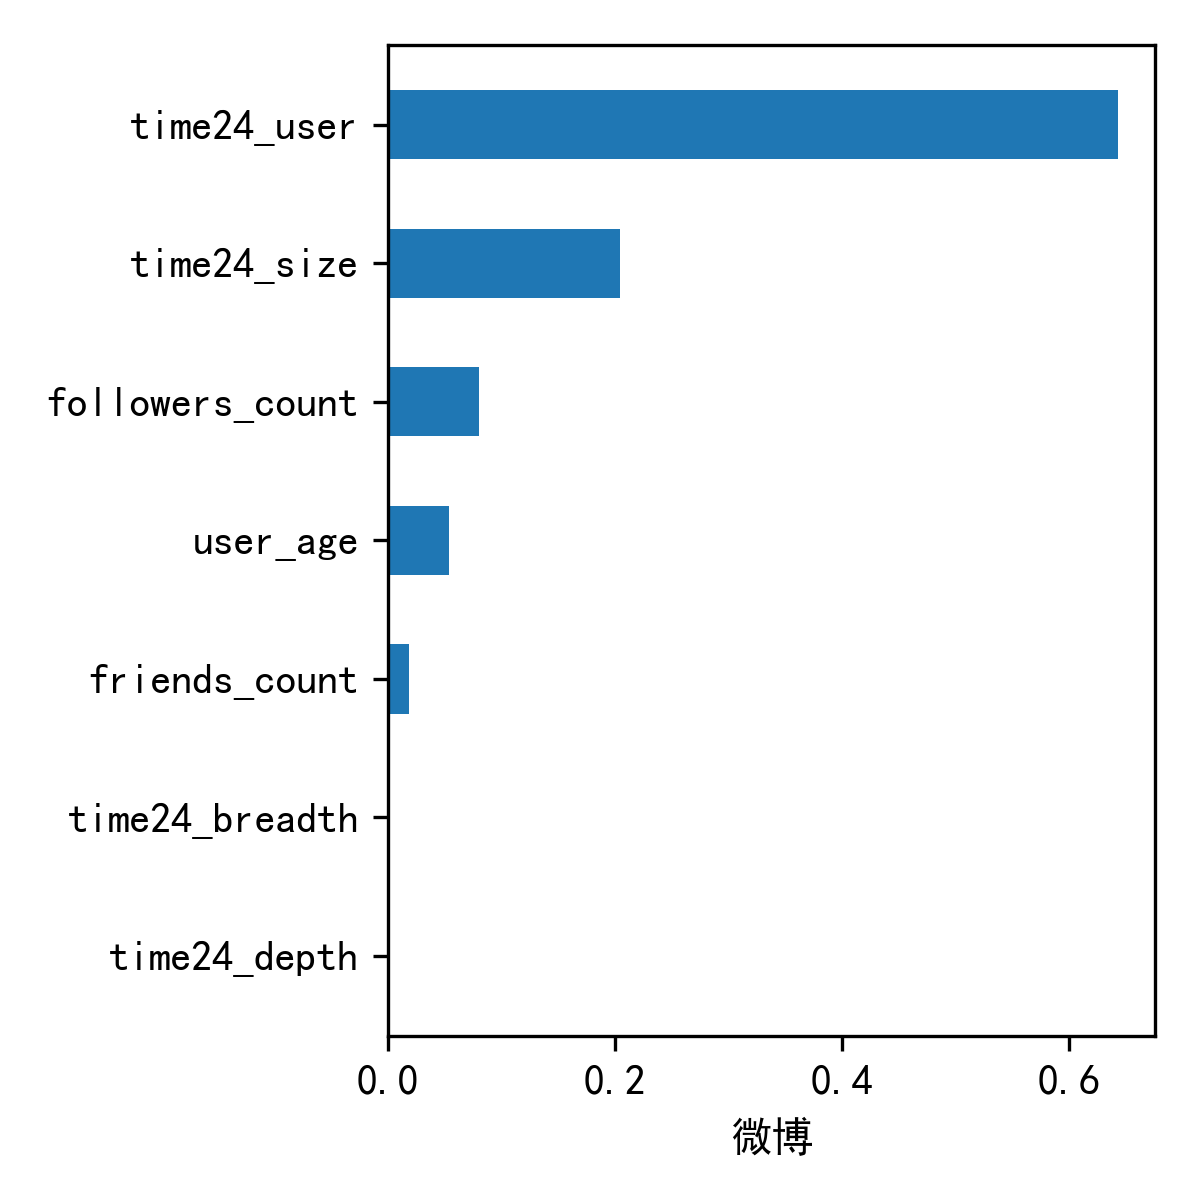 time24_user
time24_size
followers_count
user_age
friends_count
time24_breadth
time24_depth
0.0 0.2 0.4 0.6
微博